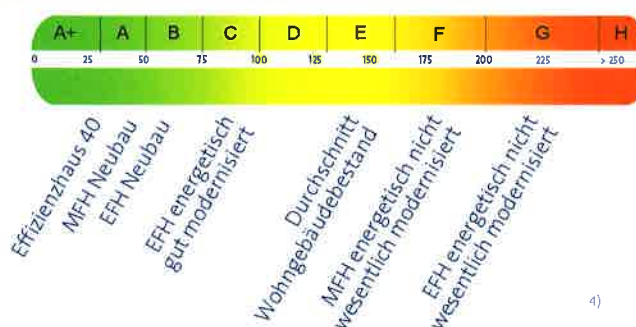 A+ A B C D E F G H
0 25 50 75 100 125 150 175 200 225 > 250
Effizienzhaus 40
MFH Neubau
EFH Neubau
EFH energetisch
gut modernisiert
Durchschnitt
Wohngebäudebestand
MFH energetisch nicht
wesentlich modernisiert
EFH energetisch nicht
wesentlich modernisiert
4)